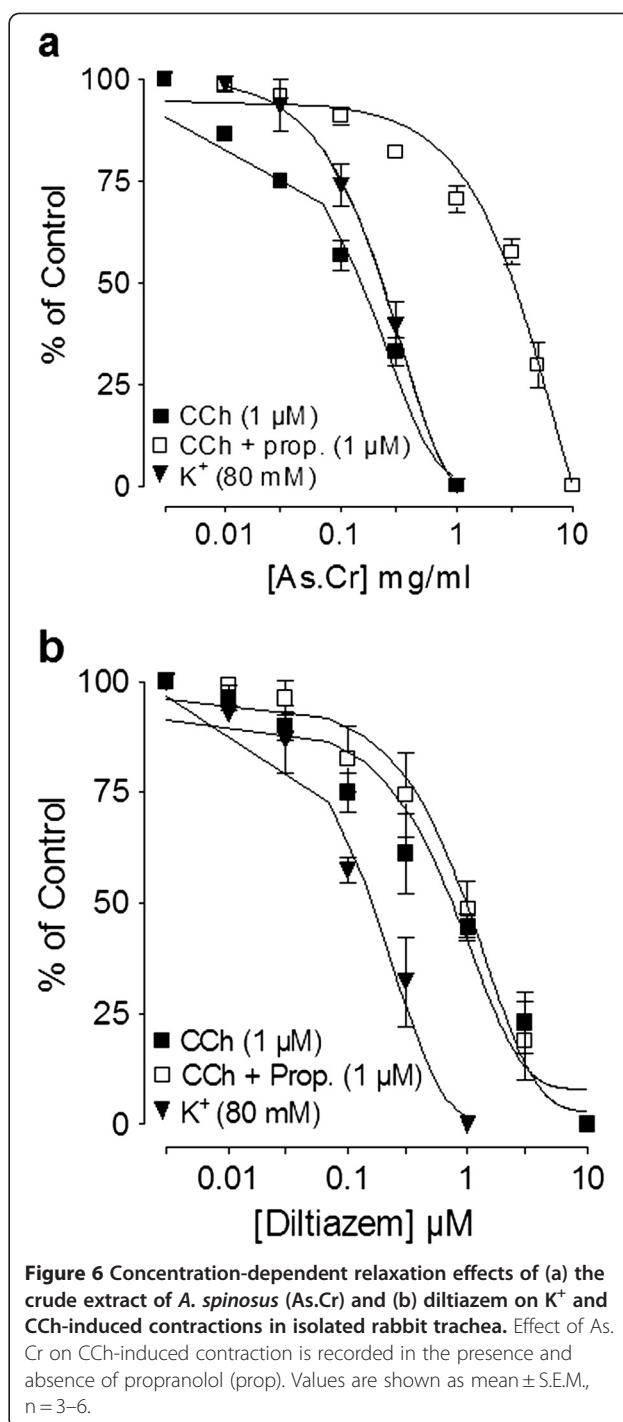 a
100
75
50
25
0
% of Control
■ CCh (1 µM)
□ CCh + prop. (1 µM)
▼ K⁺ (80 mM)
0.01 0.1 1 10
[As.Cr] mg/ml
b
100
75
50
25
0
% of Control
■ CCh (1 µM)
□ CCh + Prop. (1 µM)
▼ K⁺ (80 mM)
0.01 0.1 1 10
[Diltiazem] µM
Figure 6 Concentration-dependent relaxation effects of (a) the
crude extract of A. spinosus (As.Cr) and (b) diltiazem on K⁺ and
CCh-induced contractions in isolated rabbit trachea. Effect of As.
Cr on CCh-induced contraction is recorded in the presence and
absence of propranolol (prop). Values are shown as mean ± S.E.M.,
n = 3–6.